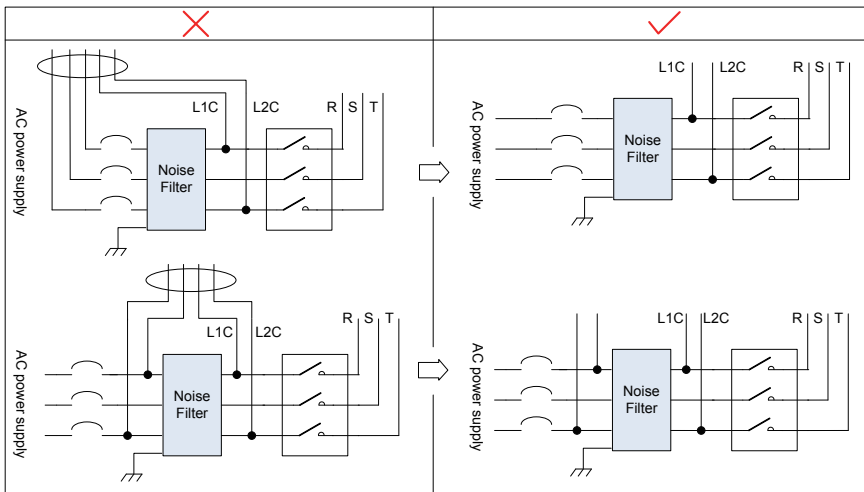 L1C L2C R S T
AC power supply
Noise
Filter
L1C L2C R S T
AC power supply
Noise
Filter
L1C L2C R S T
AC power supply
Noise
Filter
L1C L2C R S T
AC power supply
Noise
Filter